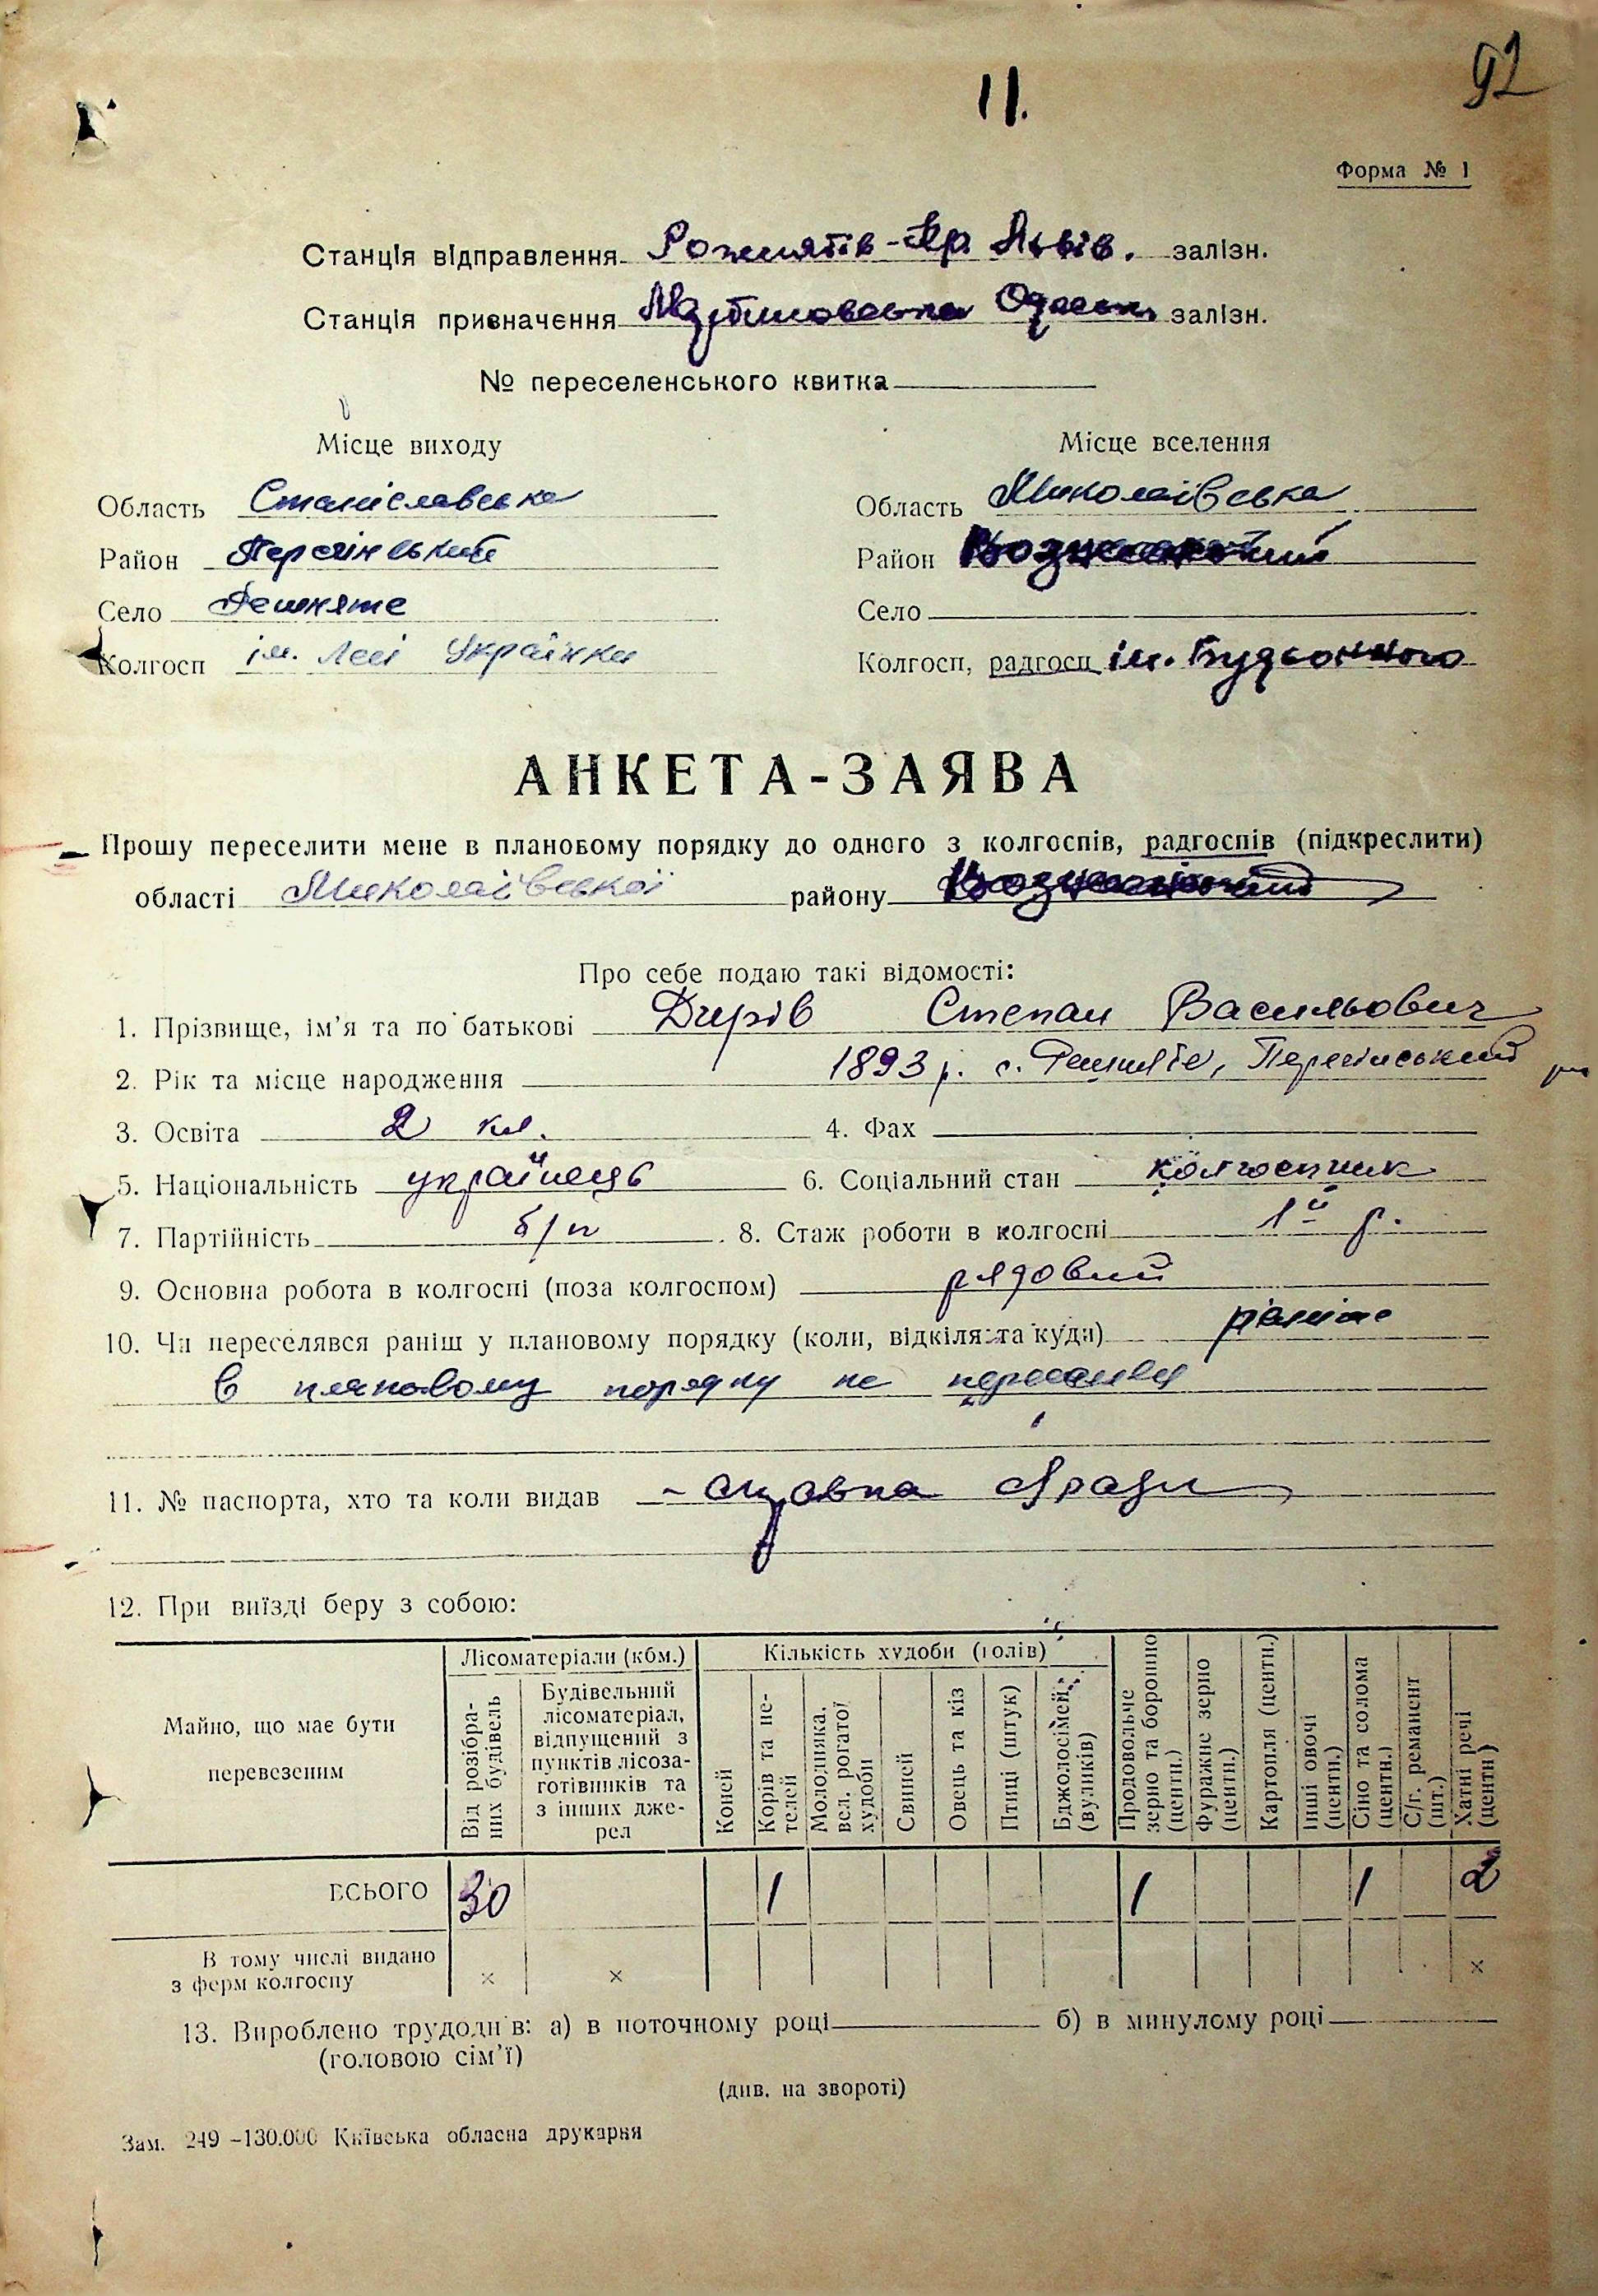 92
11.
Форма № 1
Станція відправлення Рожнятів-Пр. Львів. залізн.
Станція призначення Одеськ. залізн.
№ переселенського квитка
Місце виходу
Місце вселення
Область Станіславська
Область Миколаївська
Район Перегінський
Район
Село
Село
Колгосп ім. Лесі Українки
Колгосп, радгосп ім. Будьонного
АНКЕТА-ЗАЯВА
Прошу переселити мене в плановому порядку до одного з колгоспів, радгоспів (підкреслити)
області Миколаївської району
Про себе подаю такі відомості:
1. Прізвище, ім'я та по батькові Дирів Степан Васильович
2. Рік та місце народження 1893 р. с. Перегінський
3. Освіта 2 кл. 4. Фах
5. Національність українець 6. Соціальний стан колгоспник
7. Партійність б/п 8. Стаж роботи в колгоспі р.
9. Основна робота в колгоспі (поза колгоспом) рядовий
10. Чи переселявся раніш у плановому порядку (коли, відкіля та куди) раніше
в плановому порядку не
11. № паспорта, хто та коли видав
12. При виїзді беру з собою:
Майно, що має бути перевезеним
Лісоматеріали (кбм.)
Від розібраних будівель
Будівельний лісоматеріал, відпущений з пунктів лісозаготівників та з інших джерел
Кількість худоби (голів)
Коней
Корів та нетелей
Молодняка. вел. рогатої худоби
Свиней
Овець та кіз
Птиці (штук)
Бджолосімей (вуликів)
Продовольче зерно та борошно (центн.)
Фуражне зерно (центн.)
Картопля (центн.)
Інші овочі (центн.)
Сіно та солома (центн.)
С/г. реманент (шт.)
Хатні речі (центн)
ВСЬОГО 30 1 1 1 2
В тому числі видано з ферм колгоспу × × ×
13. Вироблено трудоднів: а) в поточному році б) в минулому році
(головою сім'ї)
(див. на звороті)
Зам. 249-130.000 Київська обласна друкарня